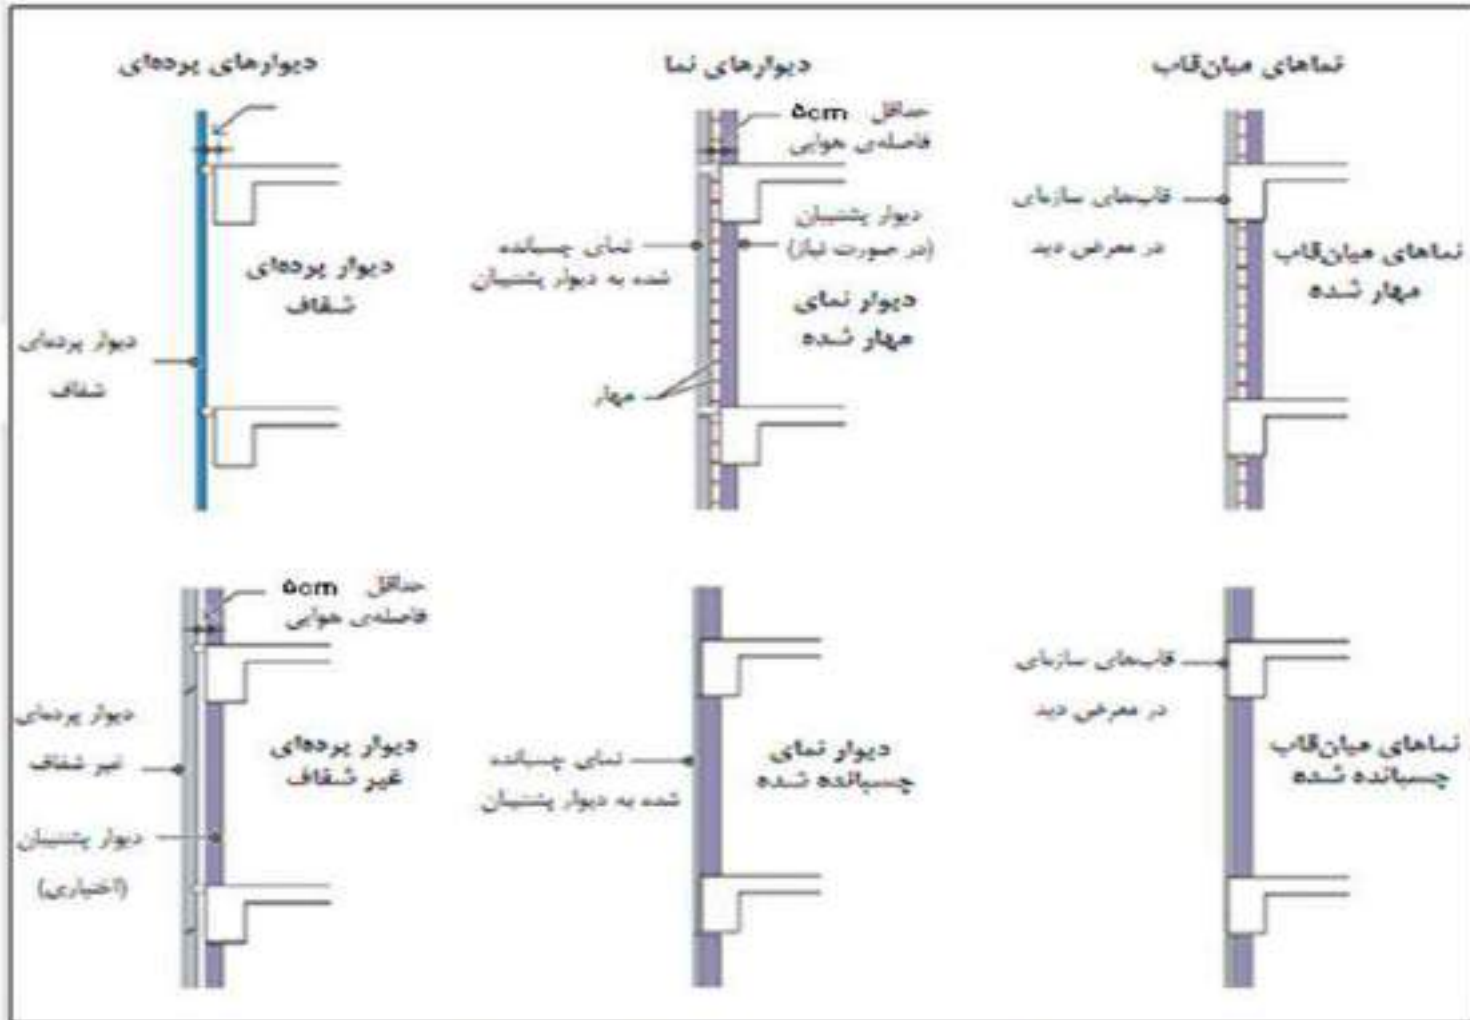 نماهای میان‌قاب
قاب‌های سازه‌ای
در معرض دید
نماهای میان‌قاب
مهار شده
قاب‌های سازه‌ای
در معرض دید
نماهای میان‌قاب
چسبانده شده
دیوارهای نما
حداقل ۵cm
فاصله‌ی هوایی
دیوار پشتیبان
(در صورت نیاز)
نمای چسبانده
شده به دیوار پشتیبان
دیوار نمای
مهار شده
مهار
نمای چسبانده
شده به دیوار پشتیبان
دیوار نمای
چسبانده شده
دیوارهای پرده‌ای
دیوار پرده‌ای
شفاف
دیوار پرده‌ای
شفاف
حداقل ۵cm
فاصله‌ی هوایی
دیوار پرده‌ای
غیر شفاف
دیوار پرده‌ای
غیر شفاف
دیوار پشتیبان
(اختیاری)